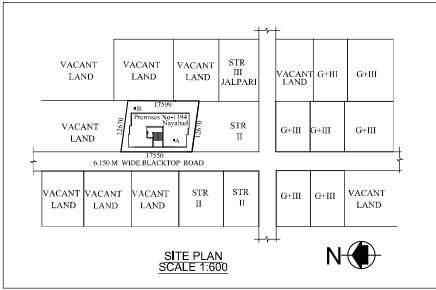 VACANT
LAND
VACANT
LAND
VACANT
LAND
STR
III
JALPARI
VACANT
LAND
G+III
G+III
17599
B
Premises No-1194
Nayabad
12670
12670
A
VACANT
LAND
STR
II
G+III
G+III
G+III
17550
6.150 M WIDE BLACKTOP ROAD
VACANT
LAND
VACANT
LAND
VACANT
LAND
STR
II
STR
II
G+III
G+III
VACANT
LAND
SITE PLAN
SCALE 1:600
N